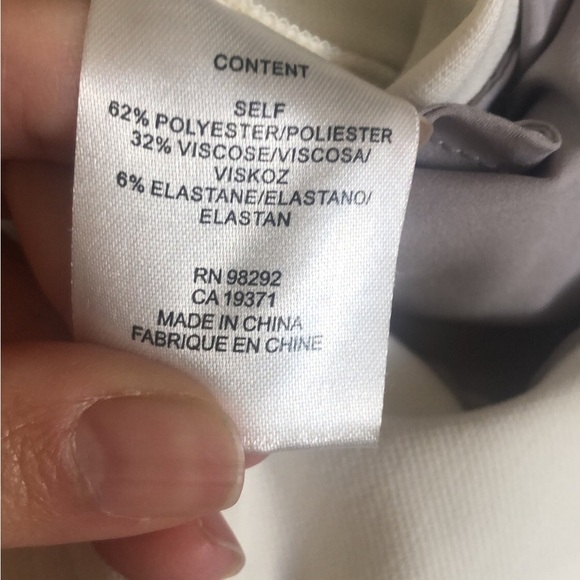 CONTENT
SELF
62% POLYESTER/POLIESTER
32% VISCOSE/VISCOSA/
VISKOZ
6% ELASTANE/ELASTANO/
ELASTAN
RN 98292
CA 19371
MADE IN CHINA
FABRIQUE EN CHINE